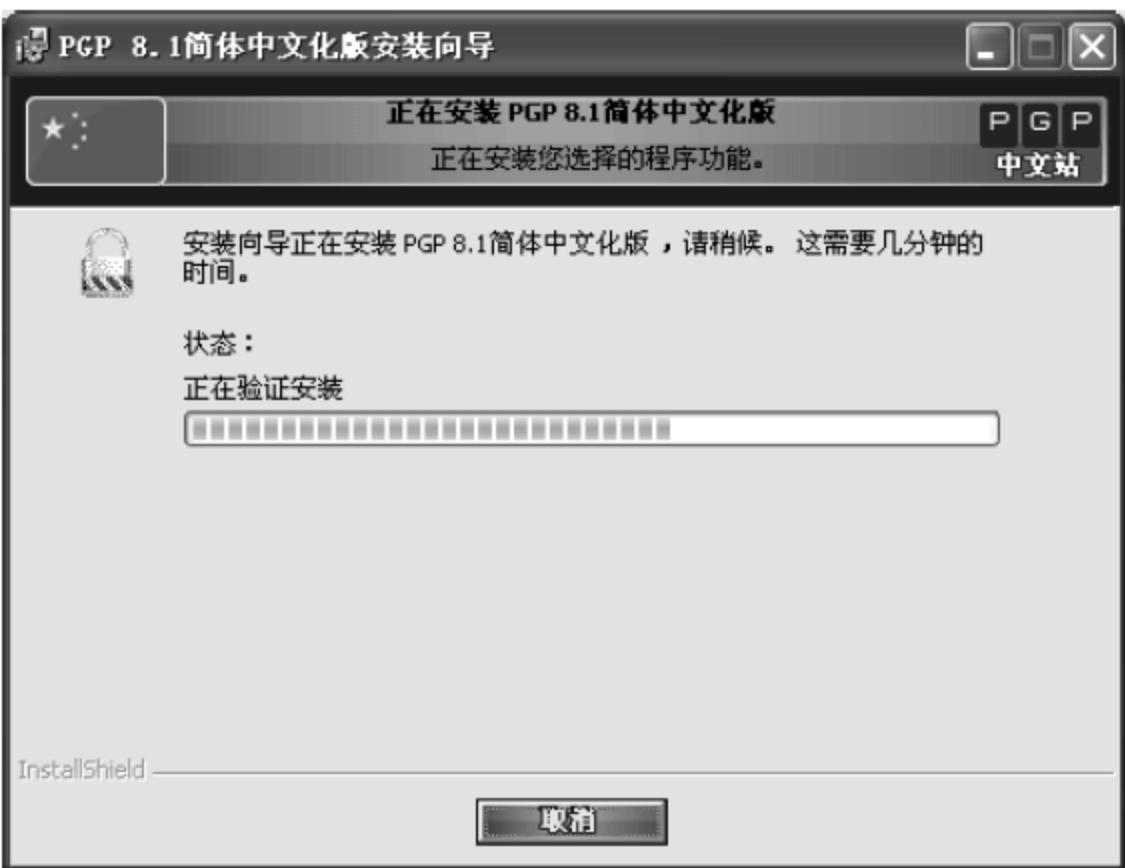 PGP 8.1简体中文化版安装向导
正在安装 PGP 8.1简体中文化版
正在安装您选择的程序功能。
P G P
中文站
安装向导正在安装 PGP 8.1简体中文化版 ，请稍候。 这需要几分钟的
时间。
状态：
正在验证安装
InstallShield
取消